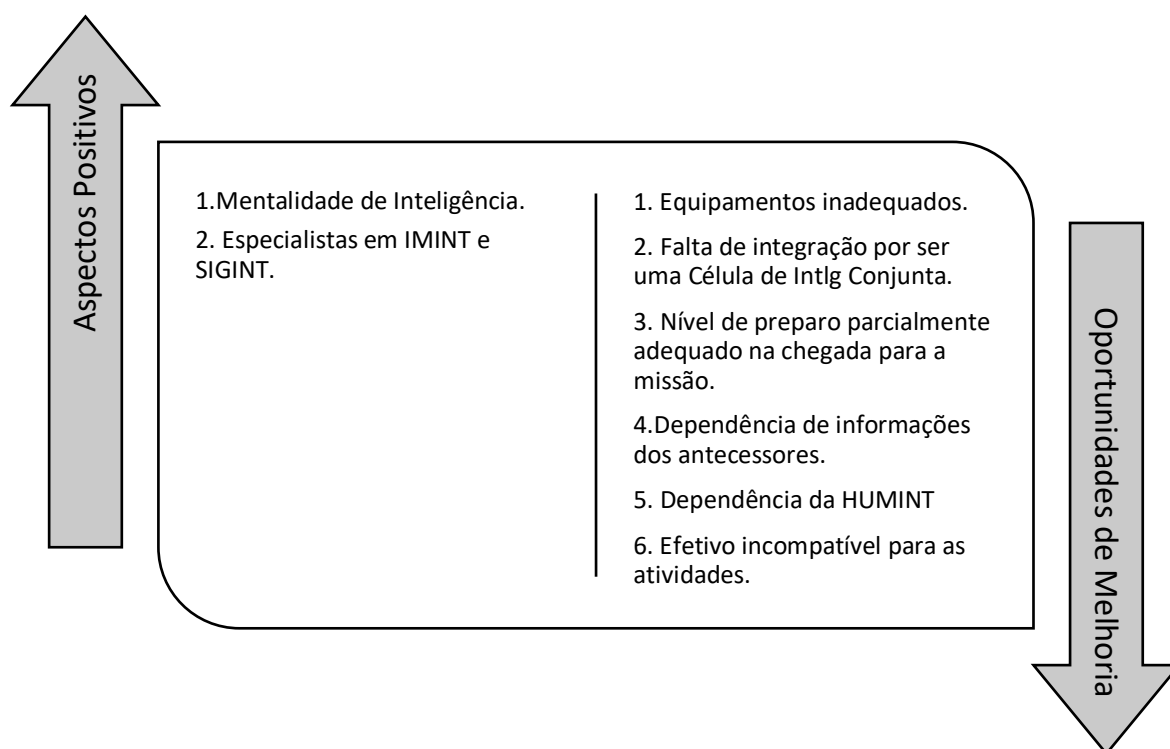 Aspectos Positivos
1.Mentalidade de Inteligência.
2. Especialistas em IMINT e
SIGINT.
1. Equipamentos inadequados.
2. Falta de integração por ser
uma Célula de Intlg Conjunta.
3. Nível de preparo parcialmente
adequado na chegada para a
missão.
4.Dependência de informações
dos antecessores.
5. Dependência da HUMINT
6. Efetivo incompatível para as
atividades.
Oportunidades de Melhoria